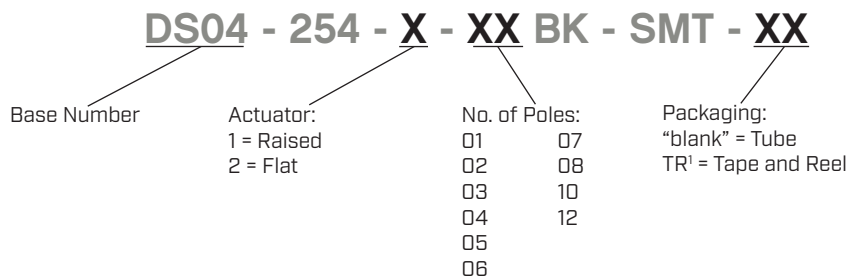 DS04 - 254 - X - XX BK - SMT - XX
Base Number
Actuator:
1 = Raised
2 = Flat
No. of Poles:
01 07
02 08
03 10
04 12
05
06
Packaging:
“blank” = Tube
TR¹ = Tape and Reel